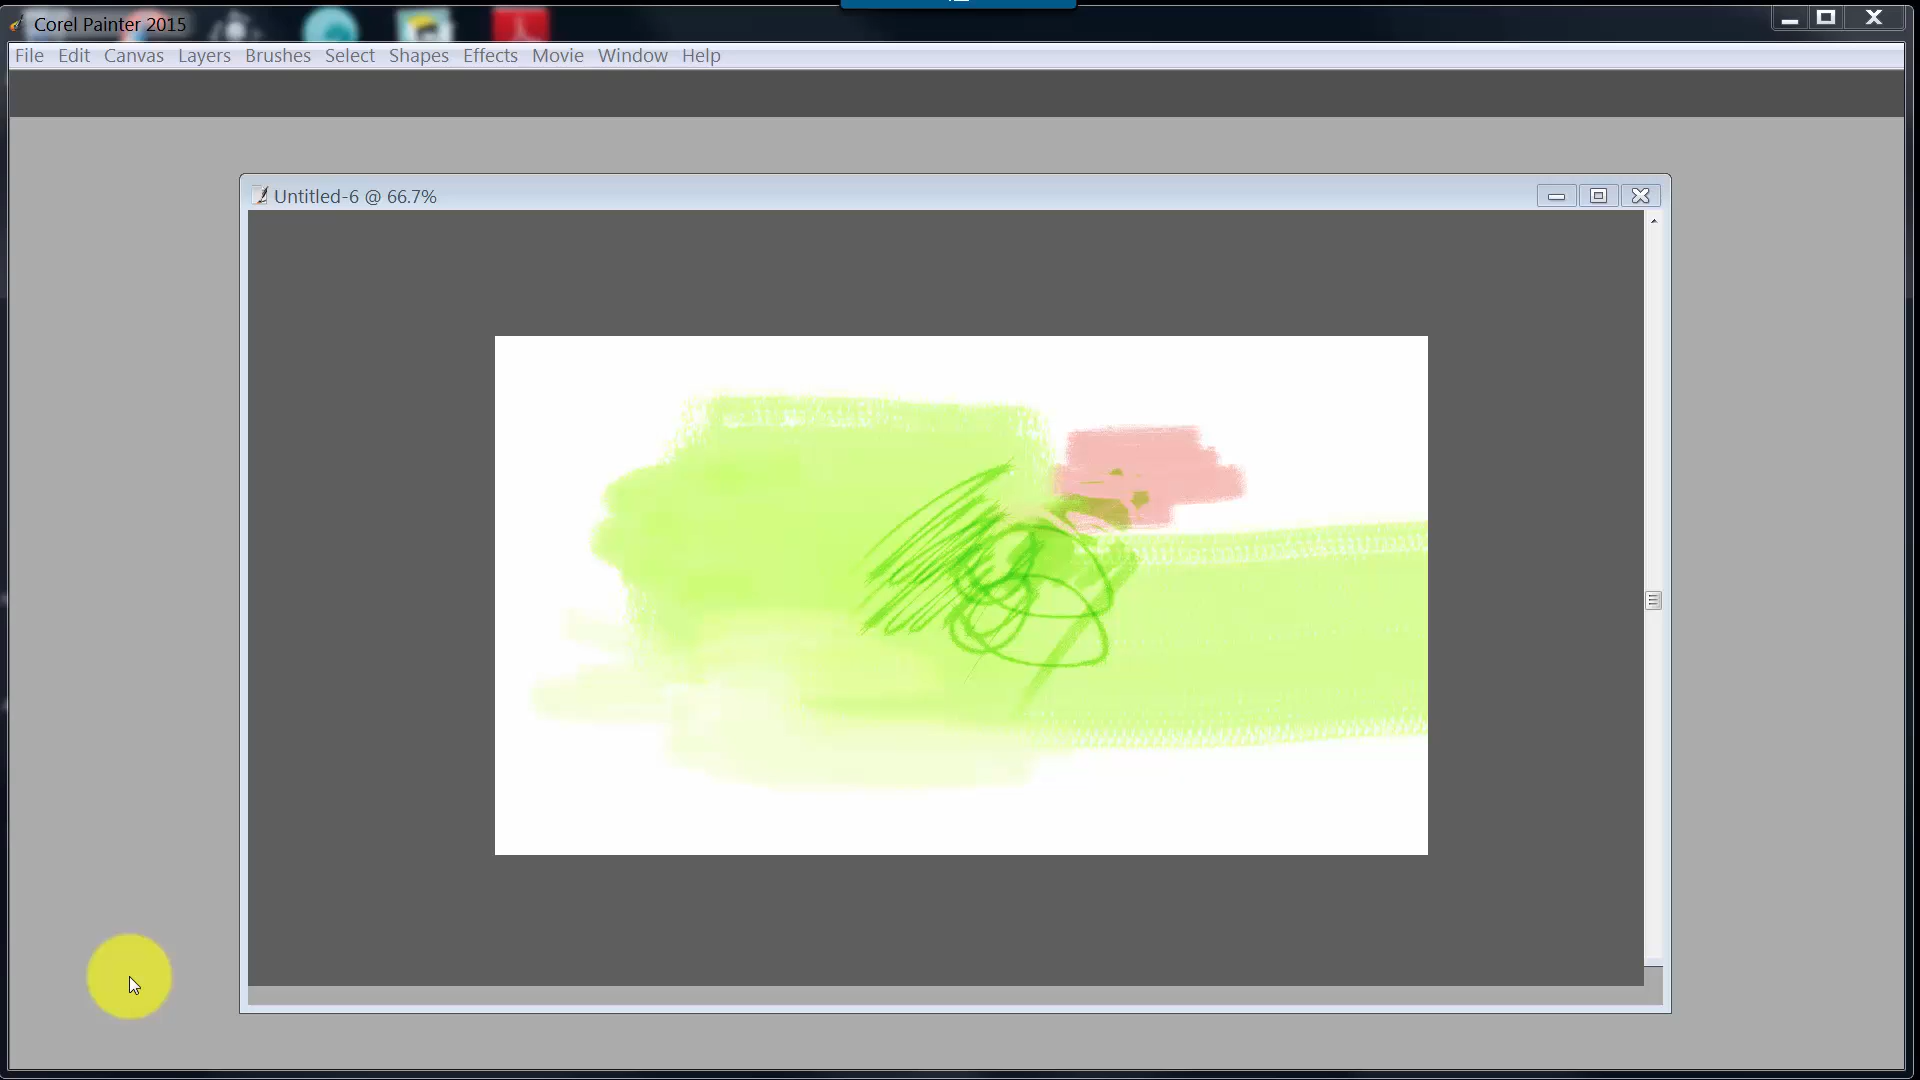 Corel Painter 2015
File Edit Canvas Layers Brushes Select Shapes Effects Movie Window Help
Untitled-6 @ 66.7%